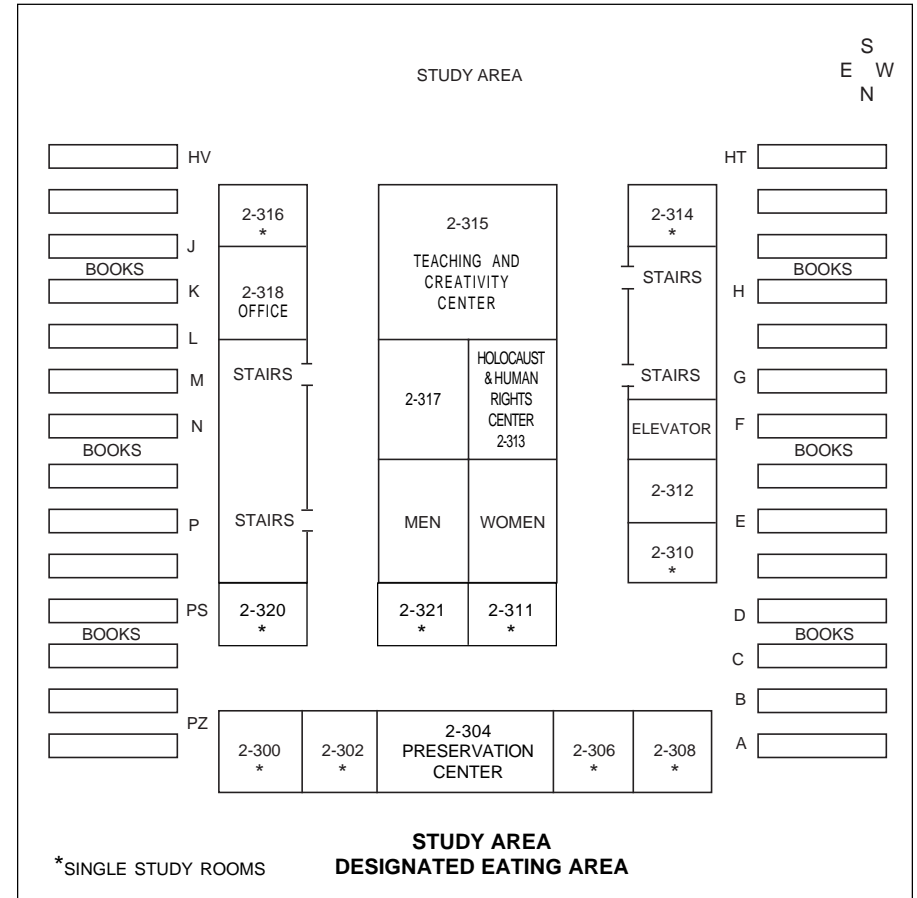 S
STUDY AREA
E W
N
HV
HT
2-316
*
2-315
2-314
*
J
TEACHING AND
BOOKS
STAIRS
BOOKS
CREATIVITY
K
2-318
H
CENTER
OFFICE
L
HOLOCAUST
M
STAIRS
& HUMAN
STAIRS
G
2-317
RIGHTS
CENTER
N
ELEVATOR
F
2-313
BOOKS
BOOKS
2-312
P
STAIRS
MEN
WOMEN
E
2-310
*
PS
2-320
*
2-321
*
2-311
*
D
BOOKS
BOOKS
C
B
PZ
2-300
*
2-302
*
2-304
PRESERVATION
CENTER
2-306
*
2-308
*
A
STUDY AREA
*SINGLE STUDY ROOMS
DESIGNATED EATING AREA